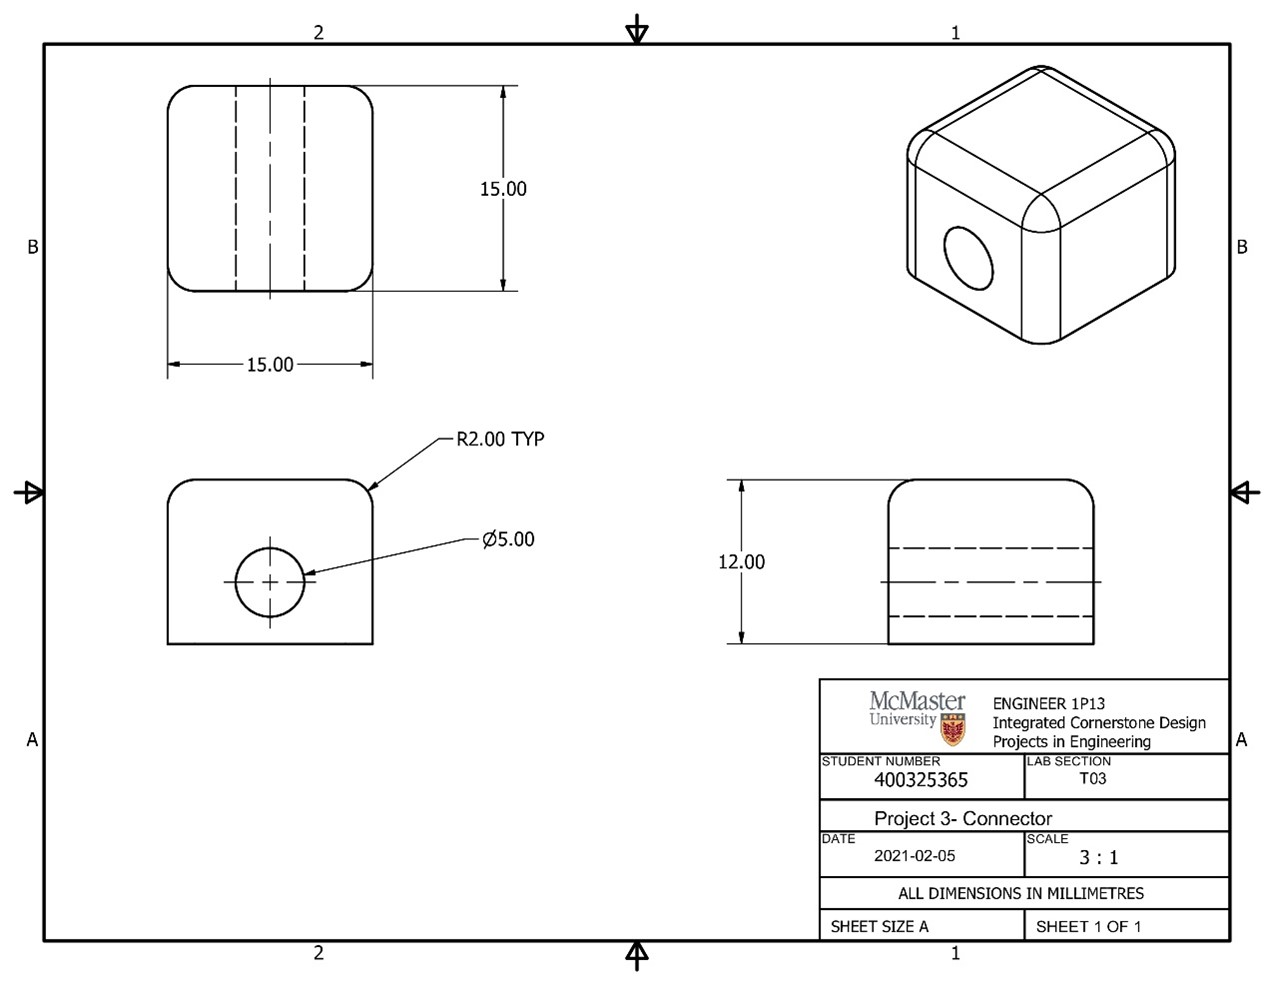 2
1
15.00
B
B
15.00
R2.00 TYP
Ø5.00
12.00
McMaster
University
ENGINEER 1P13
Integrated Cornerstone Design
Projects in Engineering
A
A
STUDENT NUMBER
400325365
LAB SECTION
T03
Project 3- Connector
DATE
2021-02-05
SCALE
3 : 1
ALL DIMENSIONS IN MILLIMETRES
SHEET SIZE A
SHEET 1 OF 1
2
1